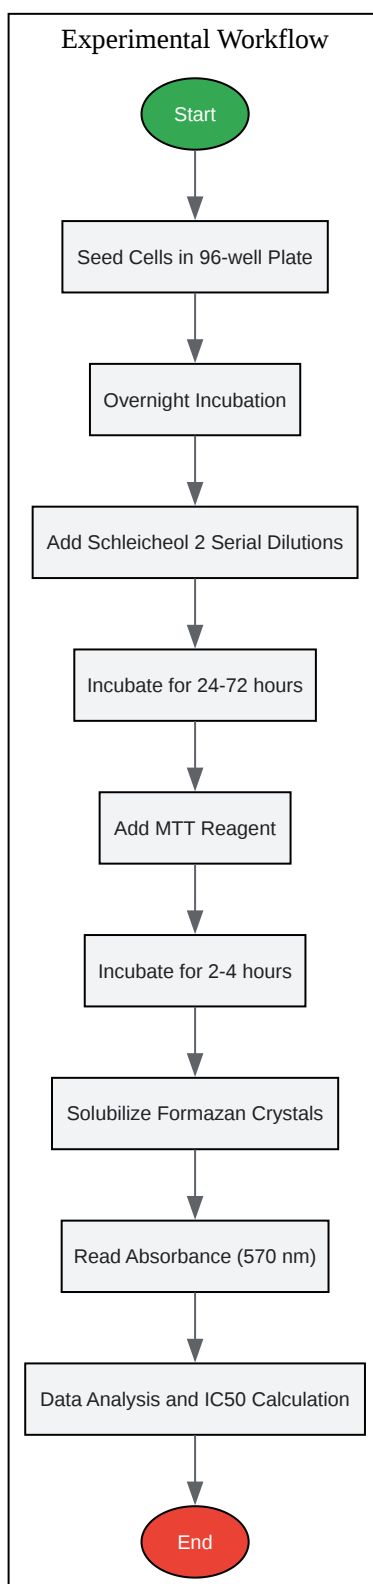 Experimental Workflow
Start
Seed Cells in 96-well Plate
Overnight Incubation
Add Schleicheol 2 Serial Dilutions
Incubate for 24-72 hours
Add MTT Reagent
Incubate for 2-4 hours
Solubilize Formazan Crystals
Read Absorbance (570 nm)
Data Analysis and IC50 Calculation
End